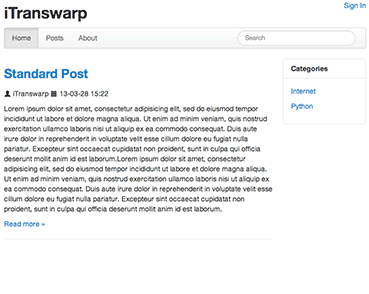 Sign In
iTranswarp
Home Posts About Search
Standard Post
iTranswarp 13-03-28 15:22
Lorem ipsum dolor sit amet, consectetur adipisicing elit, sed do eiusmod tempor
incididunt ut labore et dolore magna aliqua. Ut enim ad minim veniam, quis nostrud
exercitation ullamco laboris nisi ut aliquip ex ea commodo consequat. Duis aute
irure dolor in reprehenderit in voluptate velit esse cillum dolore eu fugiat nulla
pariatur. Excepteur sint occaecat cupidatat non proident, sunt in culpa qui officia
deserunt mollit anim id est laborum.Lorem ipsum dolor sit amet, consectetur
adipisicing elit, sed do eiusmod tempor incididunt ut labore et dolore magna aliqua.
Ut enim ad minim veniam, quis nostrud exercitation ullamco laboris nisi ut aliquip ex
ea commodo consequat. Duis aute irure dolor in reprehenderit in voluptate velit esse
cillum dolore eu fugiat nulla pariatur. Excepteur sint occaecat cupidatat non
proident, sunt in culpa qui officia deserunt mollit anim id est laborum.
Read more »
Categories
Internet
Python